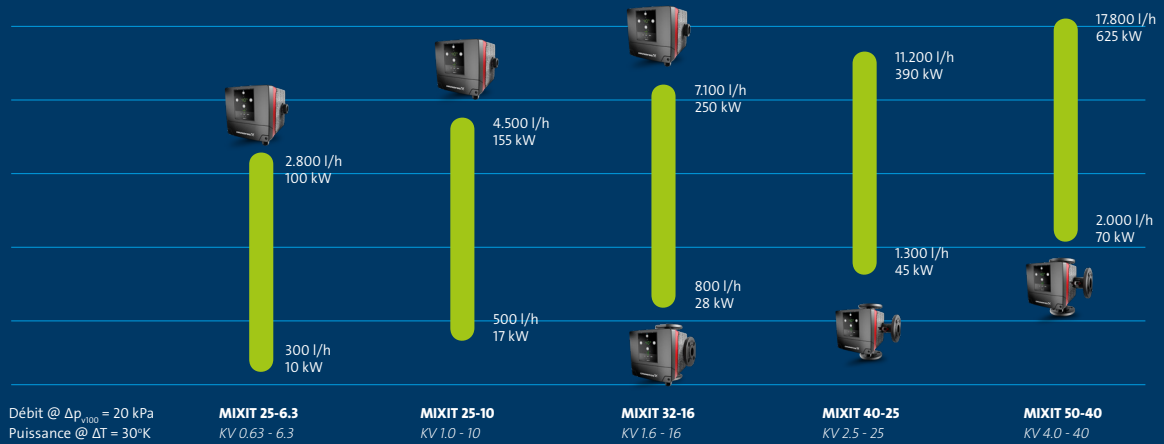 17.800 l/h
625 kW
11.200 l/h
390 kW
7.100 l/h
250 kW
4.500 l/h
155 kW
2.800 l/h
100 kW
2.000 l/h
70 kW
1.300 l/h
45 kW
800 l/h
28 kW
500 l/h
17 kW
300 l/h
10 kW
Débit @ Δpv100 = 20 kPa
Puissance @ ΔT = 30°K
MIXIT 25-6.3
KV 0.63 - 6.3
MIXIT 25-10
KV 1.0 - 10
MIXIT 32-16
KV 1.6 - 16
MIXIT 40-25
KV 2.5 - 25
MIXIT 50-40
KV 4.0 - 40